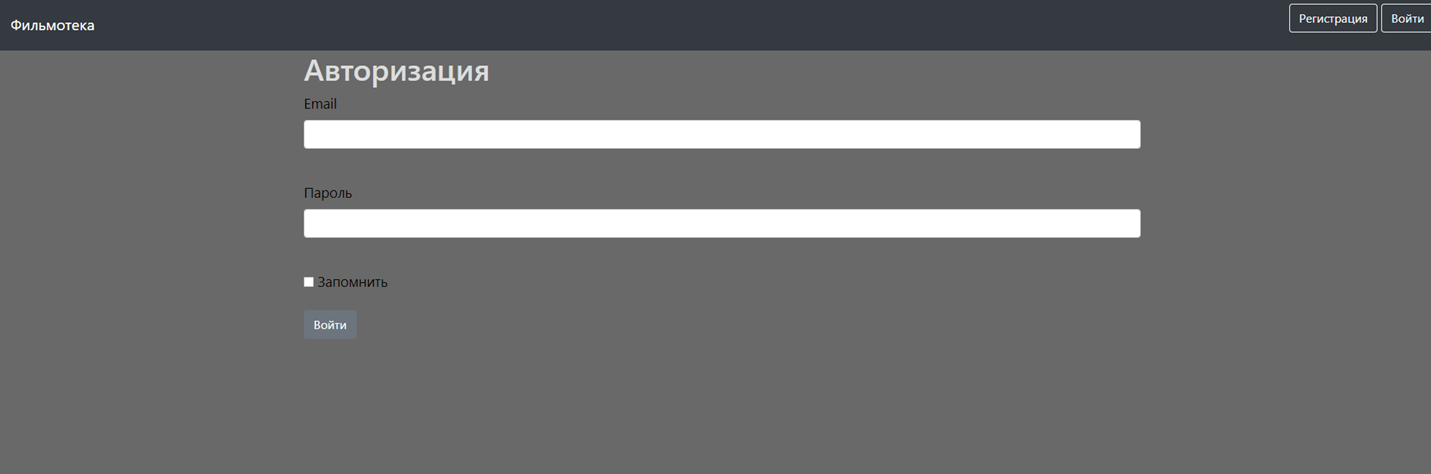 Фильмотека
Регистрация
Войти
Авторизация
Email
Пароль
Запомнить
Войти